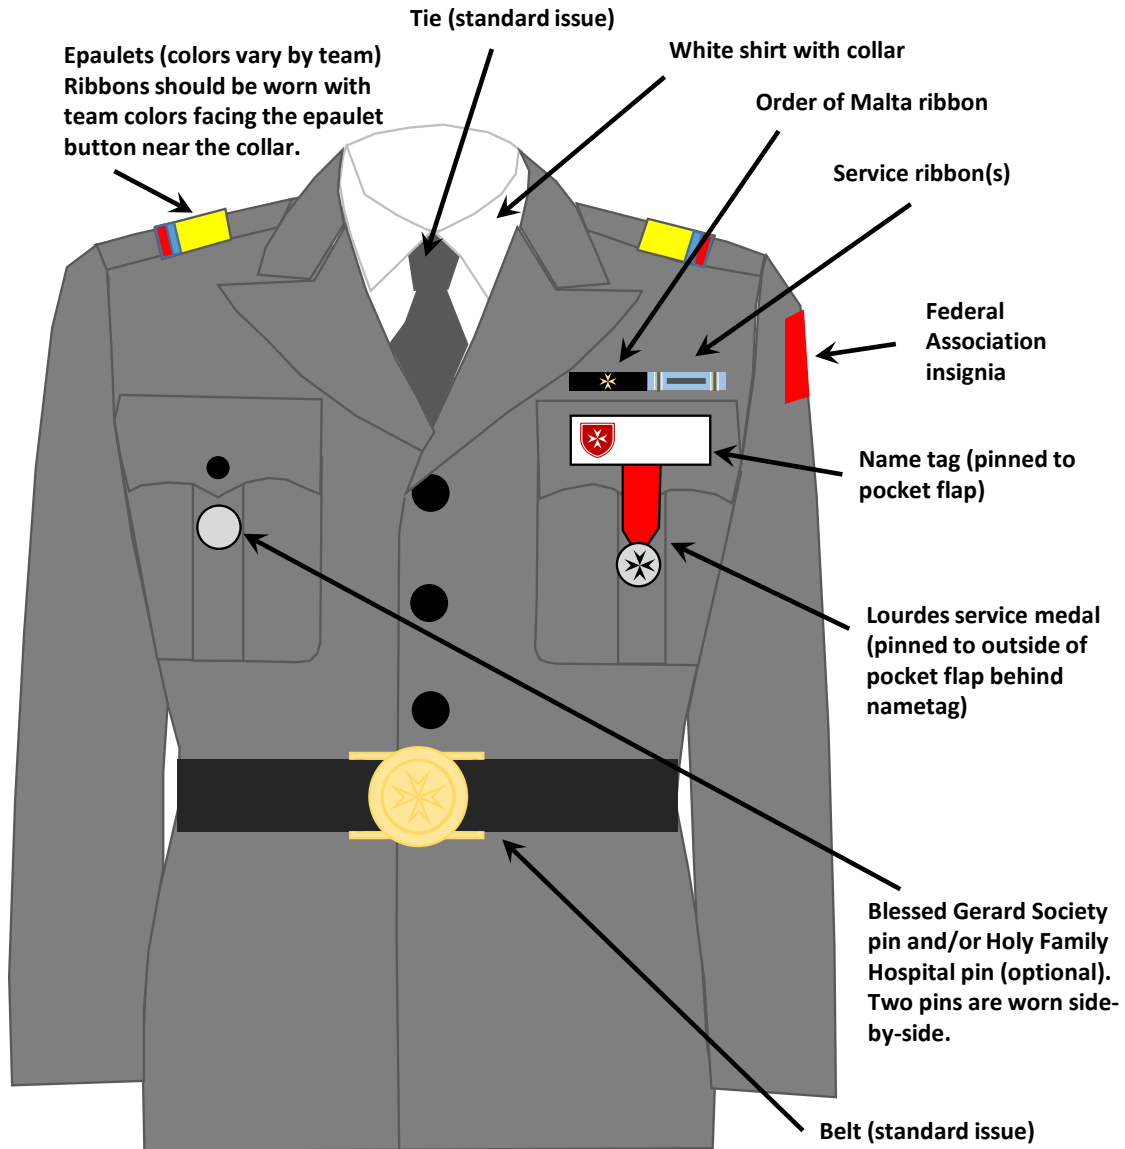 Tie (standard issue)
Epaulets (colors vary by team)
Ribbons should be worn with
team colors facing the epaulet
button near the collar.
White shirt with collar
Order of Malta ribbon
Service ribbon(s)
Federal
Association
insignia
Name tag (pinned to
pocket flap)
Lourdes service medal
(pinned to outside of
pocket flap behind
nametag)
Blessed Gerard Society
pin and/or Holy Family
Hospital pin (optional).
Two pins are worn side-
by-side.
Belt (standard issue)